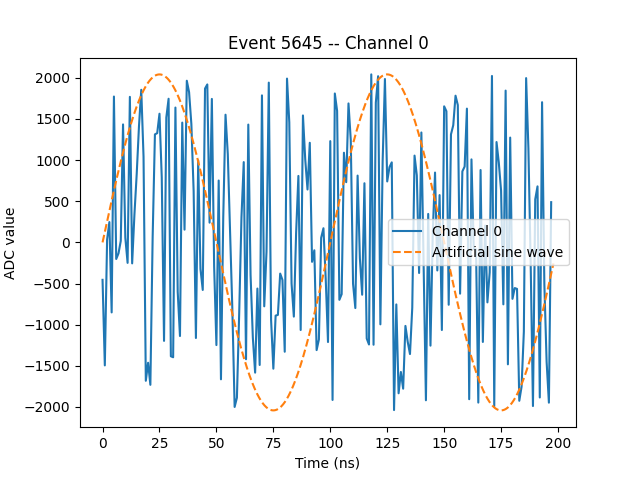 Event 5645 -- Channel 0
ADC value
2000
1500
1000
500
0
−500
−1000
−1500
−2000
Channel 0
Artificial sine wave
0 25 50 75 100 125 150 175 200
Time (ns)